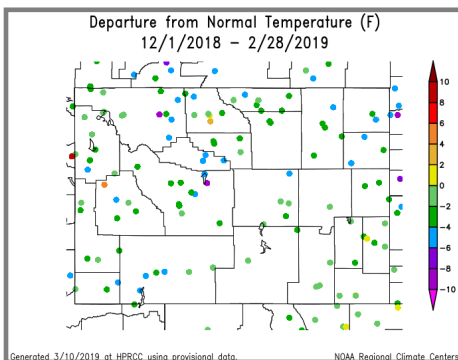 Departure from Normal Temperature (F)
12/1/2018 – 2/28/2019
10
8
6
4
2
0
−2
−4
−6
−8
−10
Generated 3/10/2019 at HPRCC using provisional data.
NOAA Regional Climate Centers